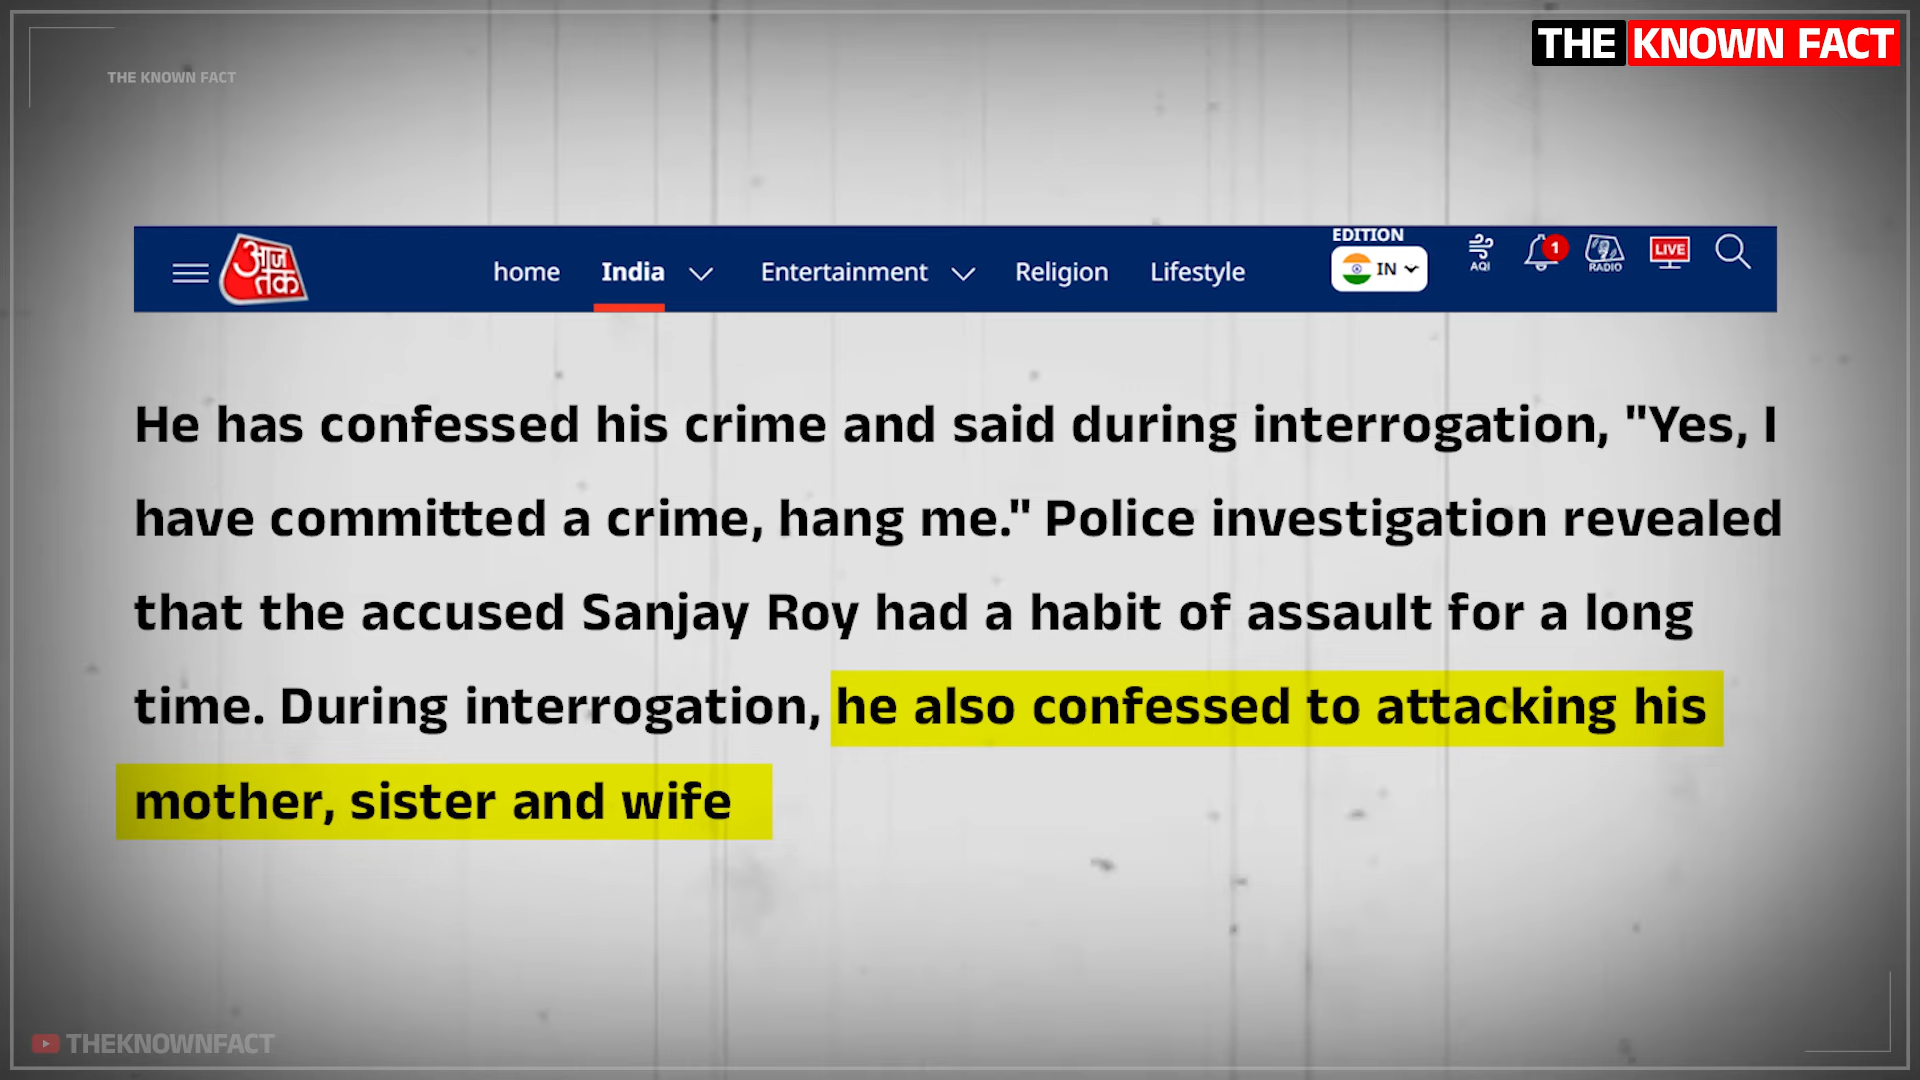 THE KNOWN FACT
THE KNOWN FACT
आज तक
home India Entertainment Religion Lifestyle
EDITION
IN
AQI
1
RADIO
LIVE
He has confessed his crime and said during interrogation, "Yes, I
have committed a crime, hang me." Police investigation revealed
that the accused Sanjay Roy had a habit of assault for a long
time. During interrogation, he also confessed to attacking his
mother, sister and wife
THEKNOWNFACT